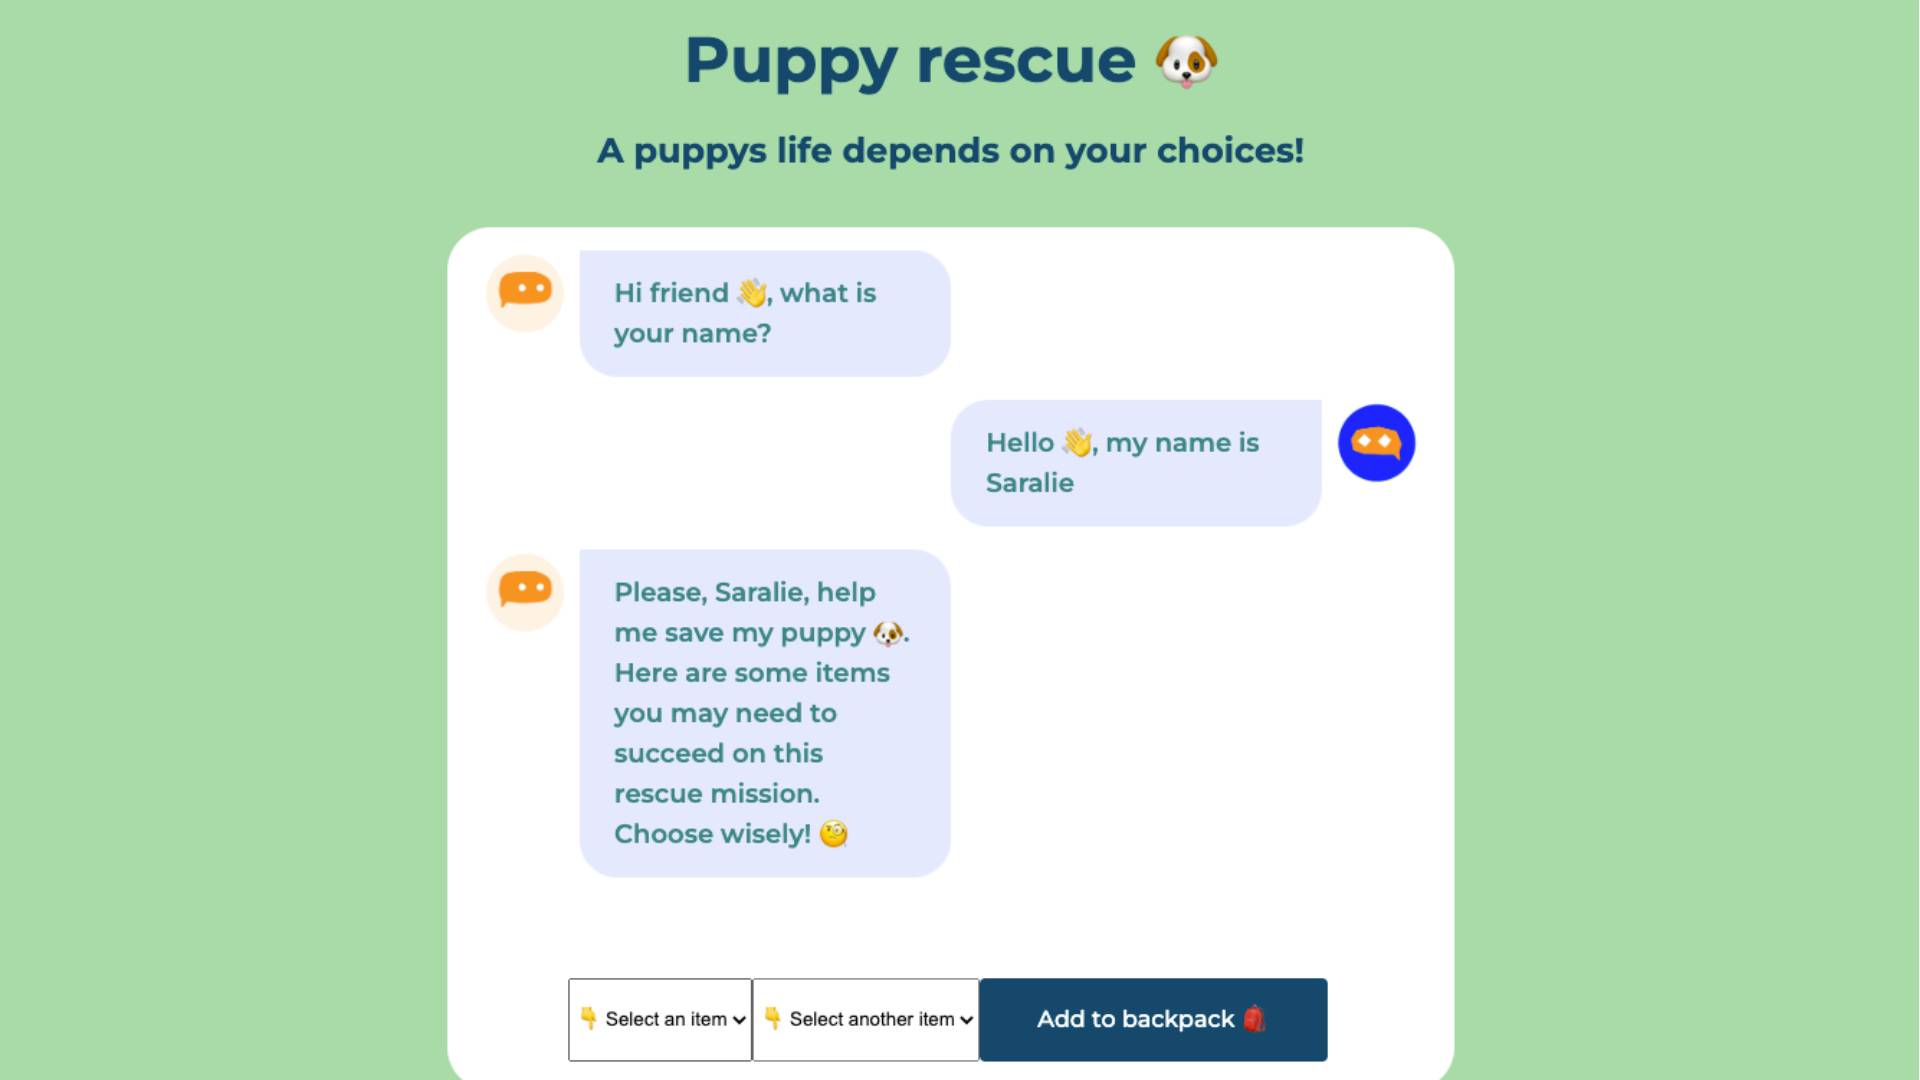 Puppy rescue 🐶
A puppys life depends on your choices!
Hi friend 👋, what is
your name?
Hello 👋, my name is
Saralie
Please, Saralie, help
me save my puppy 🐶.
Here are some items
you may need to
succeed on this
rescue mission.
Choose wisely! 🧐
👇 Select an item
👇 Select another item
Add to backpack 🎒